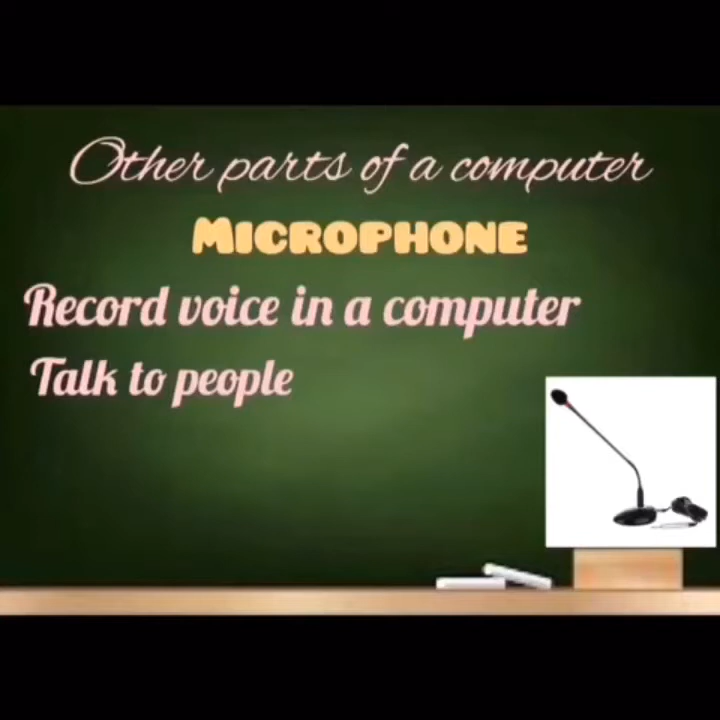 Other parts of a computer
MICROPHONE
Record voice in a computer
Talk to people